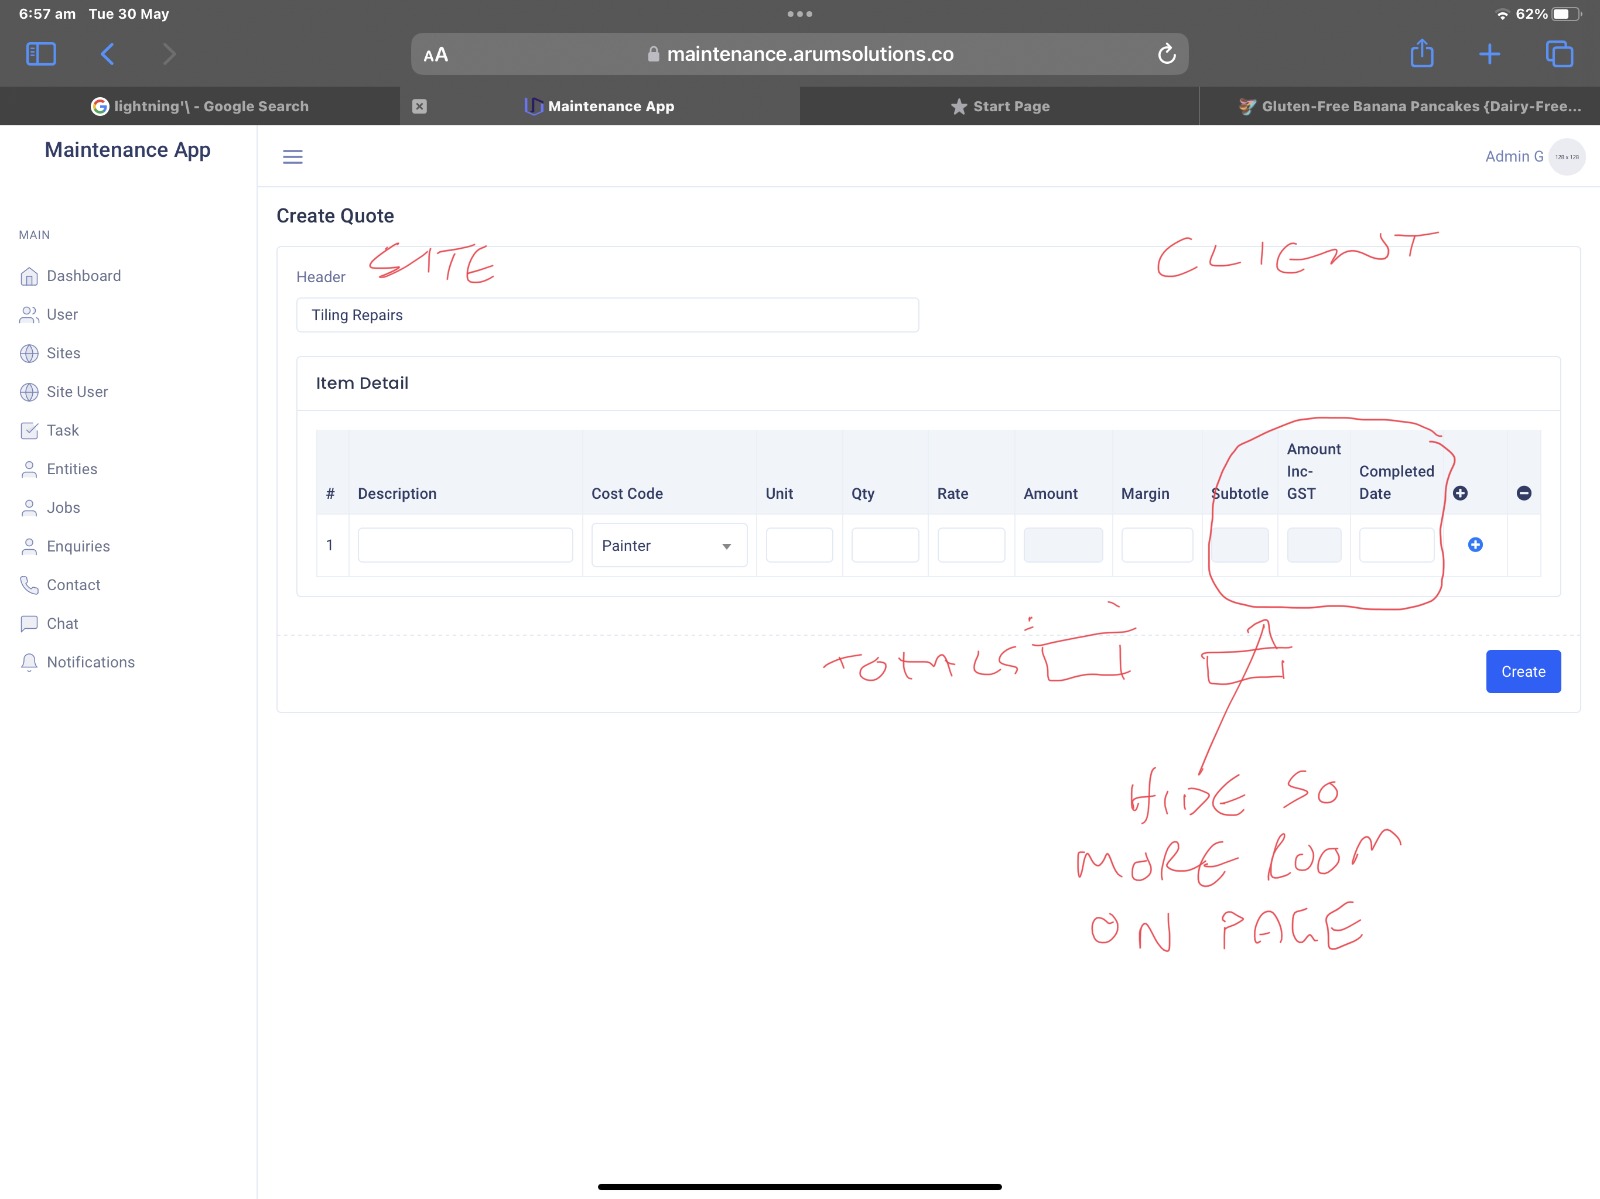 6:57 am Tue 30 May
62%
AA maintenance.arumsolutions.co
lightning'\ - Google Search
Maintenance App
Start Page
Gluten-Free Banana Pancakes {Dairy-Free...
Maintenance App
Admin G
128 x 128
MAIN
Dashboard
User
Sites
Site User
Task
Entities
Jobs
Enquiries
Contact
Chat
Notifications
Create Quote
SITE
CLIENT
Header
Tiling Repairs
Item Detail
# Description Cost Code Unit Qty Rate Amount Margin Subtotle Amount Inc-GST Completed Date
1 Painter
TOTALS
Create
HIDE SO
MORE ROOM
ON PAGE